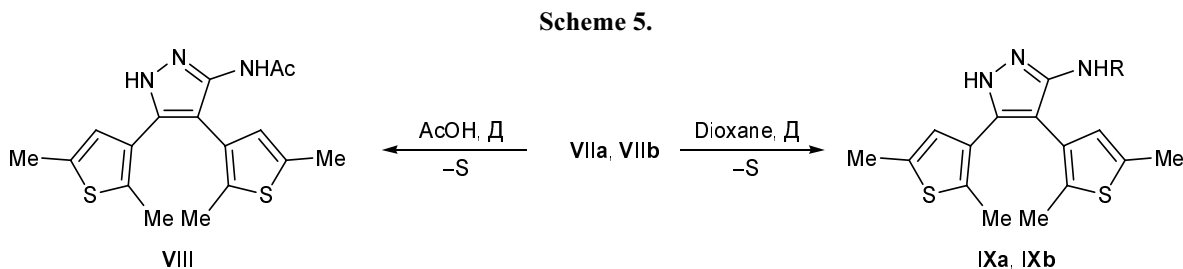 Scheme 5.
N
HN
NHAc
Me
S
Me
Me
S
Me
VIII
AcOH, Д
–S
VIIa, VIIb
Dioxane, Д
–S
N
HN
NHR
Me
S
Me
Me
S
Me
IXa, IXb